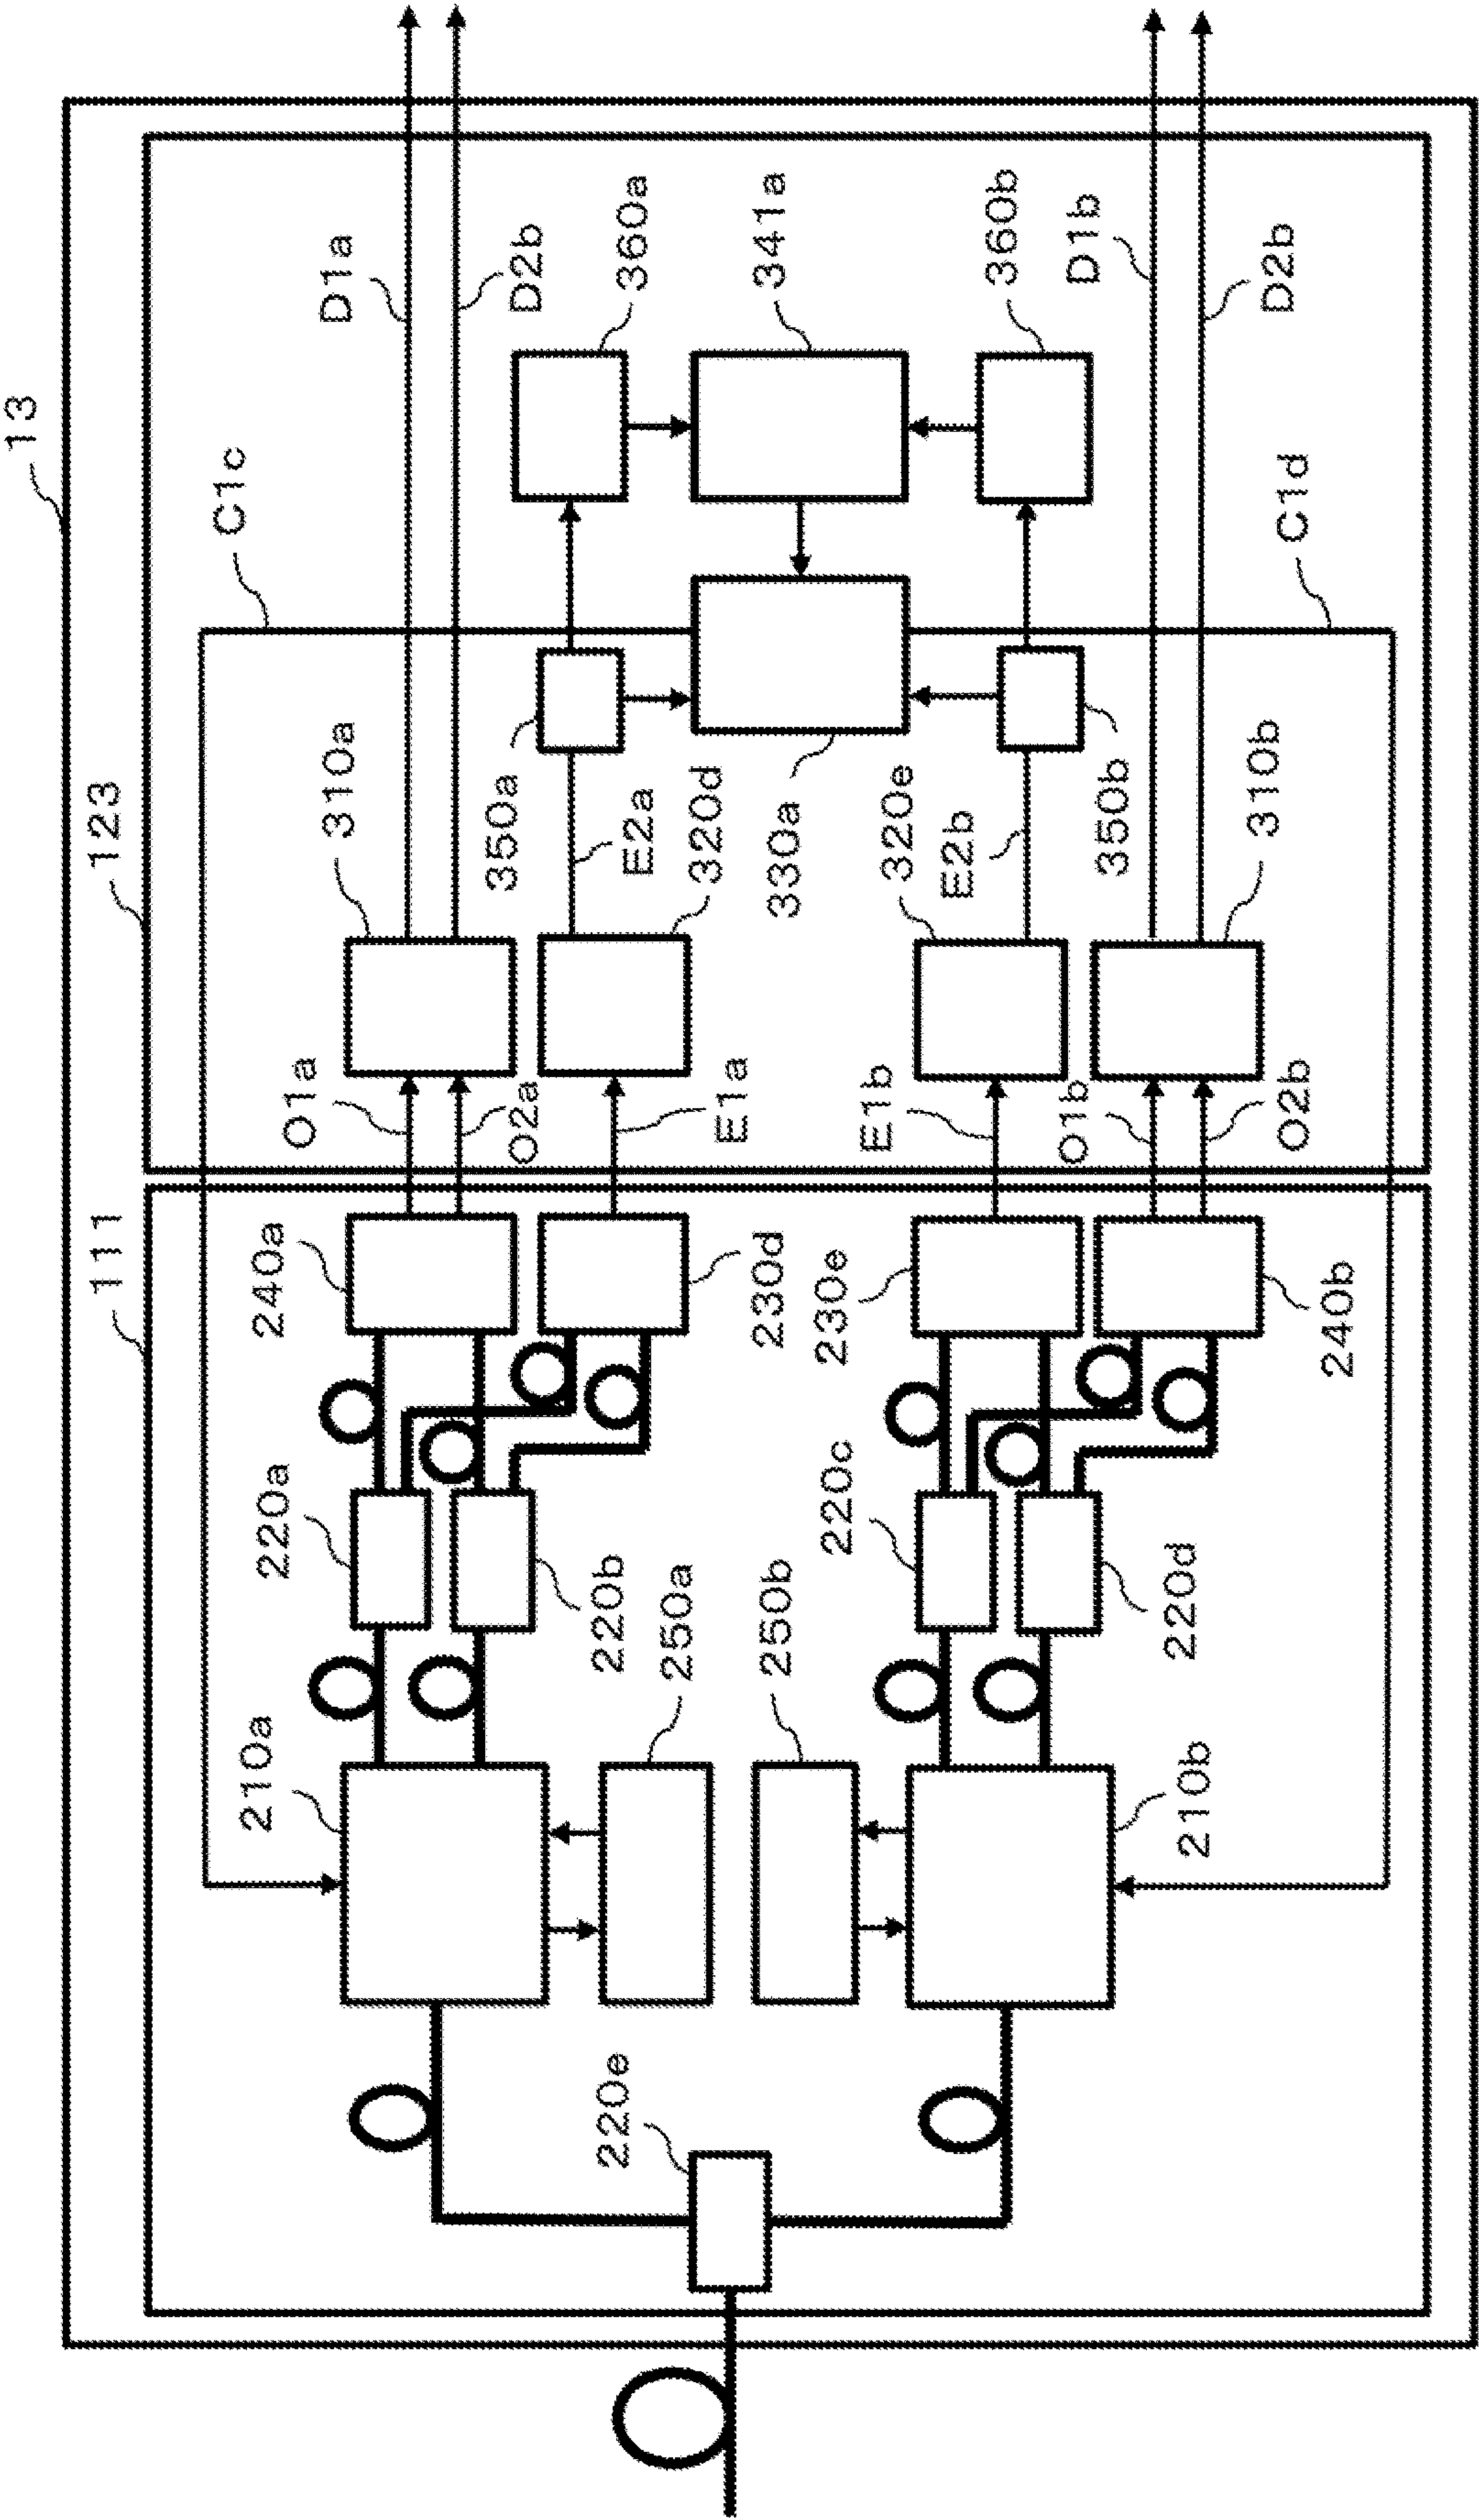 13
111
123
C1c
210a
220a
240a
O1a
310a
D1a
O2a
350a
D2b
220e
220b
E2a
360a
250a
E1a
320d
250b
230d
330a
341a
220c
230e
E1b
320e
E2b
360b
O1b
350b
D1b
210b
220d
O2b
310b
C1d
D2b
240b